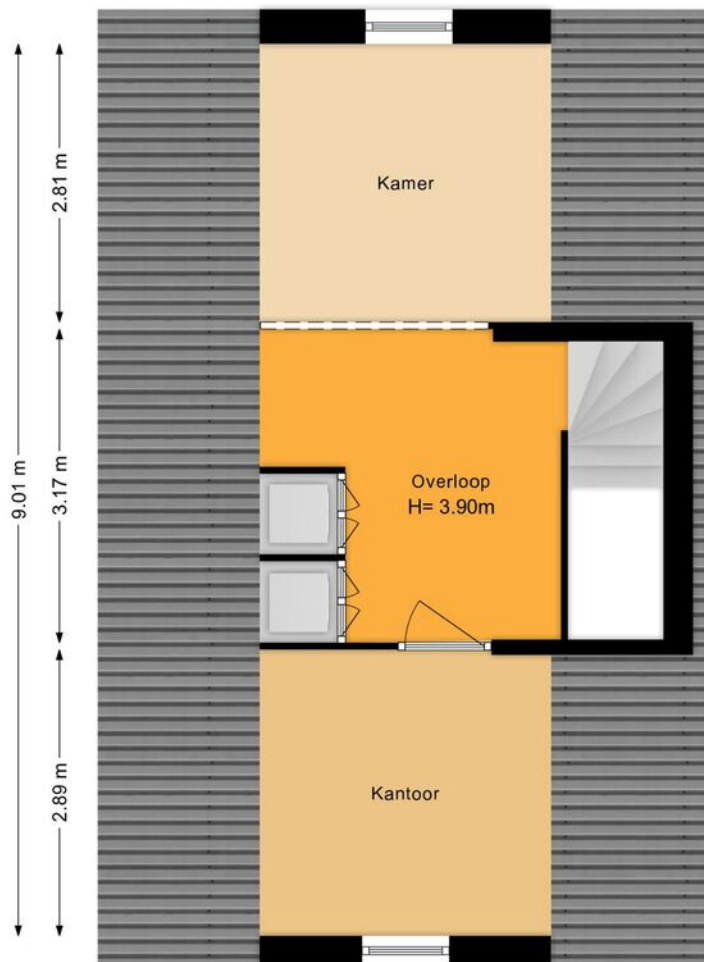 Kamer
Overloop
H= 3.90m
Kantoor
9.01 m
2.81 m
3.17 m
2.89 m